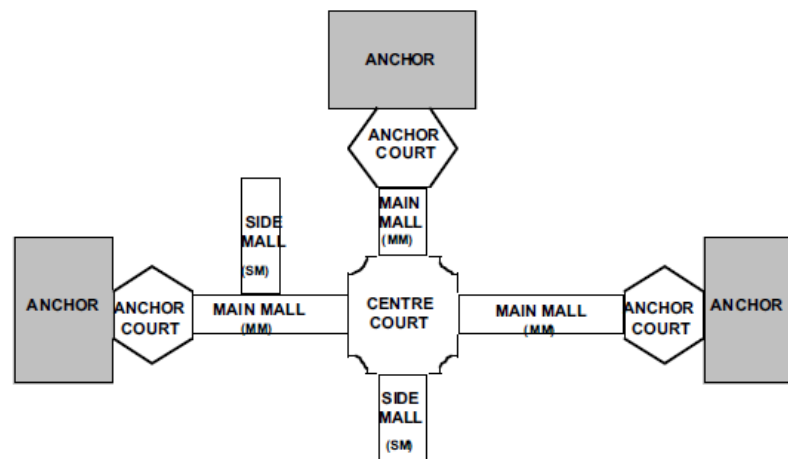 ANCHOR
ANCHOR
COURT
MAIN
MALL
(MM)
SIDE
MALL
(SM)
ANCHOR
ANCHOR
COURT
MAIN MALL
(MM)
CENTRE
COURT
MAIN MALL
(MM)
ANCHOR
COURT
ANCHOR
SIDE
MALL
(SM)